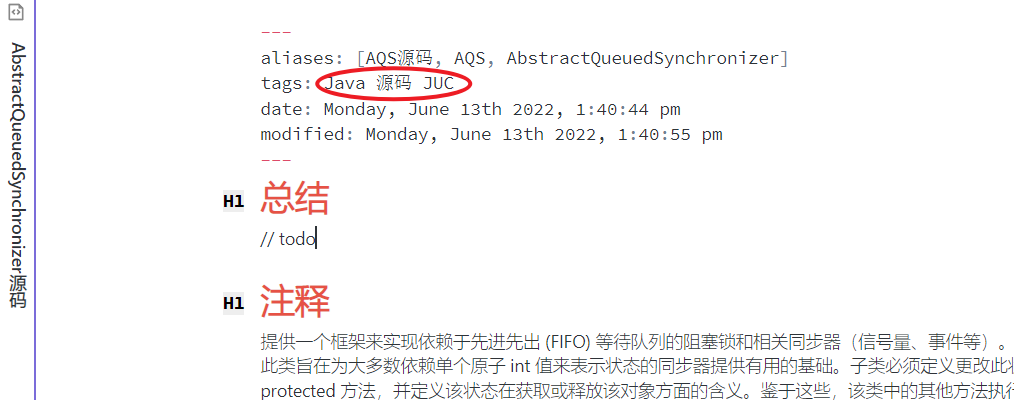 AbstractQueuedSynchronizer源码
---
aliases: [AQS源码, AQS, AbstractQueuedSynchronizer]
tags: Java 源码 JUC
date: Monday, June 13th 2022, 1:40:44 pm
modified: Monday, June 13th 2022, 1:40:55 pm
---
H1 总结
// todo
H1 注释
提供一个框架来实现依赖于先进先出 (FIFO) 等待队列的阻塞锁和相关同步器（信号量、事件等）。
此类旨在为大多数依赖单个原子 int 值来表示状态的同步器提供有用的基础。子类必须定义更改此
protected 方法，并定义该状态在获取或释放该对象方面的含义。鉴于这些，该类中的其他方法执行